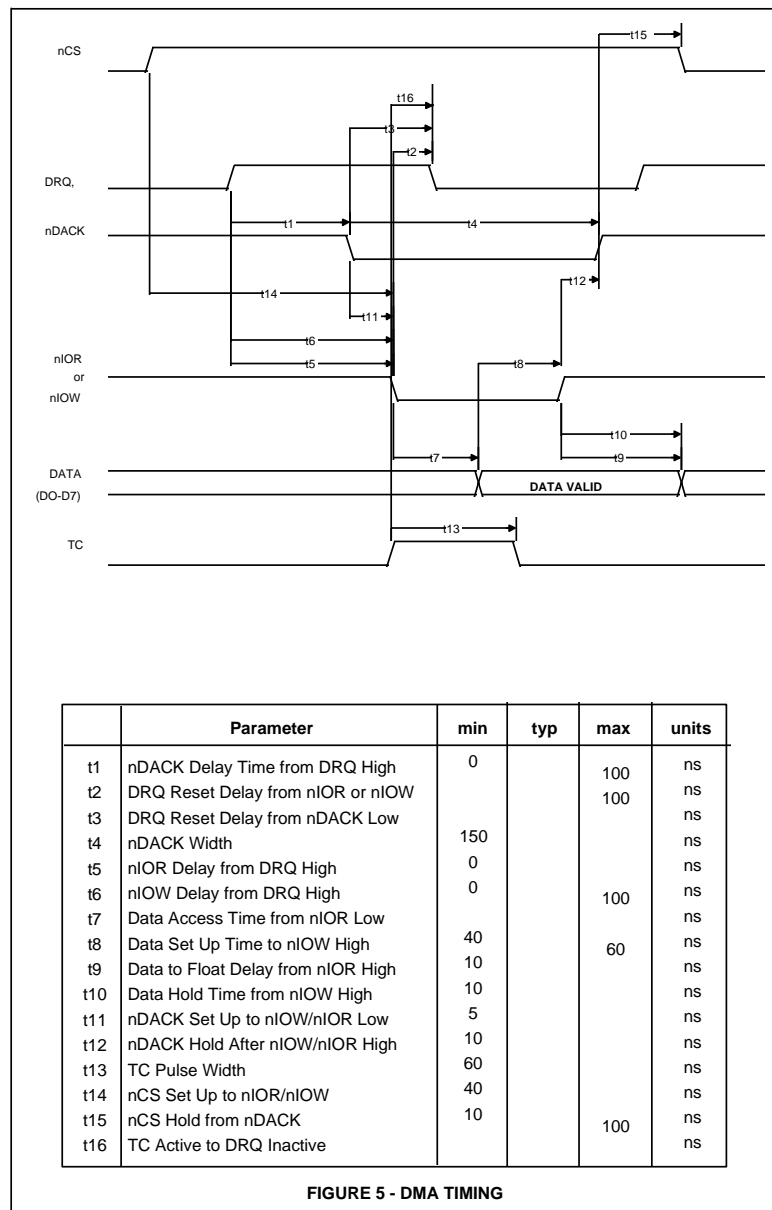 t15
nCS
t16
t3
t2
DRQ,
t1
t4
nDACK
t12
t14
t11
t6
nIOR
t5
t8
or
nIOW
t10
t7
t9
DATA
DATA VALID
(DO-D7)
t13
TC
Parameter min typ max units
t1 nDACK Delay Time from DRQ High 0 ns
t2 DRQ Reset Delay from nIOR or nIOW 100 ns
t3 DRQ Reset Delay from nDACK Low 100 ns
t4 nDACK Width 150 ns
t5 nIOR Delay from DRQ High 0 ns
t6 nIOW Delay from DRQ High 0 ns
t7 Data Access Time from nIOR Low 100 ns
t8 Data Set Up Time to nIOW High 40 ns
t9 Data to Float Delay from nIOR High 10 60 ns
t10 Data Hold Time from nIOW High 10 ns
t11 nDACK Set Up to nIOW/nIOR Low 5 ns
t12 nDACK Hold After nIOW/nIOR High 10 ns
t13 TC Pulse Width 60 ns
t14 nCS Set Up to nIOR/nIOW 40 ns
t15 nCS Hold from nDACK 10 ns
t16 TC Active to DRQ Inactive 100 ns
FIGURE 5 - DMA TIMING